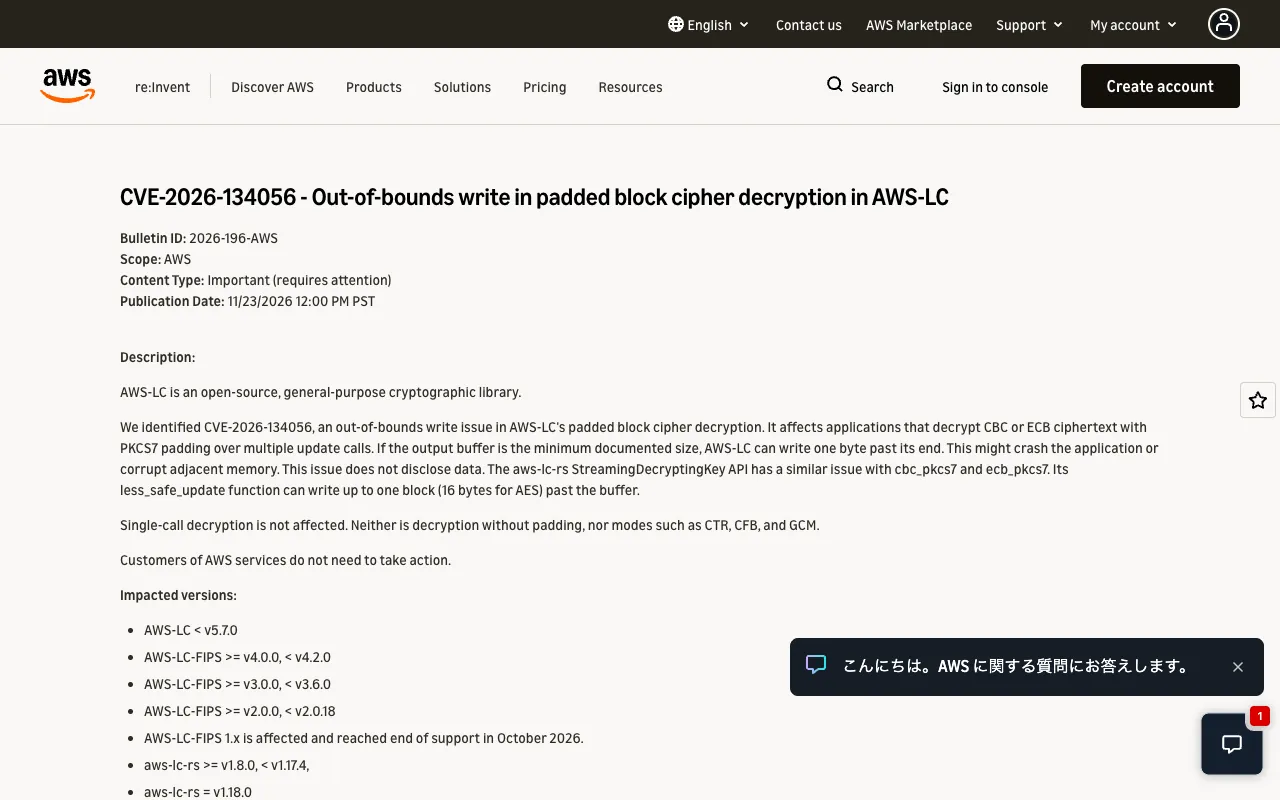 English
Contact us
AWS Marketplace
Support
My account
aws
re:Invent
Discover AWS
Products
Solutions
Pricing
Resources
Search
Sign in to console
Create account
CVE-2026-134056 - Out-of-bounds write in padded block cipher decryption in AWS-LC
Bulletin ID: 2026-196-AWS
Scope: AWS
Content Type: Important (requires attention)
Publication Date: 11/23/2026 12:00 PM PST
Description:
AWS-LC is an open-source, general-purpose cryptographic library.
We identified CVE-2026-134056, an out-of-bounds write issue in AWS-LC's padded block cipher decryption. It affects applications that decrypt CBC or ECB ciphertext with
PKCS7 padding over multiple update calls. If the output buffer is the minimum documented size, AWS-LC can write one byte past its end. This might crash the application or
corrupt adjacent memory. This issue does not disclose data. The aws-lc-rs StreamingDecryptingKey API has a similar issue with cbc_pkcs7 and ecb_pkcs7. Its
less_safe_update function can write up to one block (16 bytes for AES) past the buffer.
Single-call decryption is not affected. Neither is decryption without padding, nor modes such as CTR, CFB, and GCM.
Customers of AWS services do not need to take action.
Impacted versions:
AWS-LC < v5.7.0
AWS-LC-FIPS >= v4.0.0, < v4.2.0
AWS-LC-FIPS >= v3.0.0, < v3.6.0
AWS-LC-FIPS >= v2.0.0, < v2.0.18
AWS-LC-FIPS 1.x is affected and reached end of support in October 2026.
aws-lc-rs >= v1.8.0, < v1.17.4,
aws-lc-rs = v1.18.0
こんにちは。AWS に関する質問にお答えします。
1